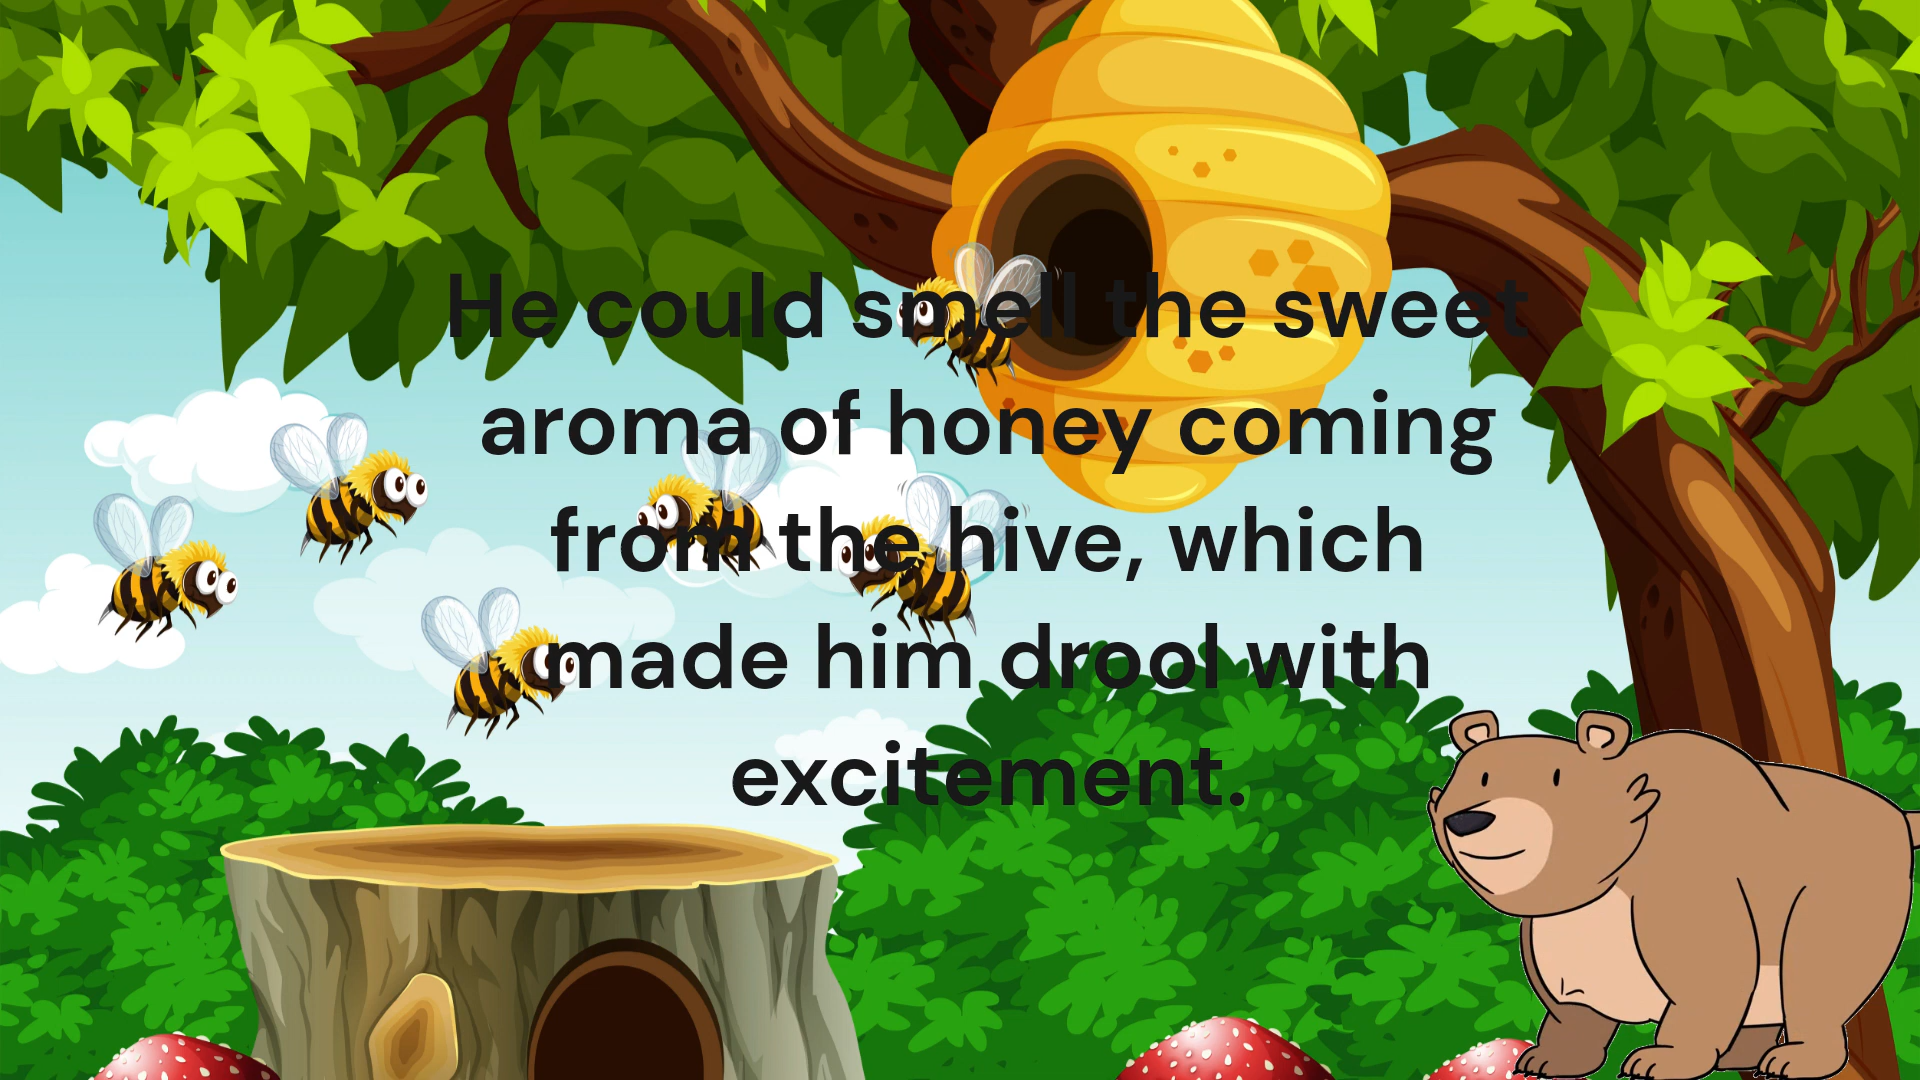 He could smell the sweet
aroma of honey coming
from the hive, which
made him drool with
excitement.